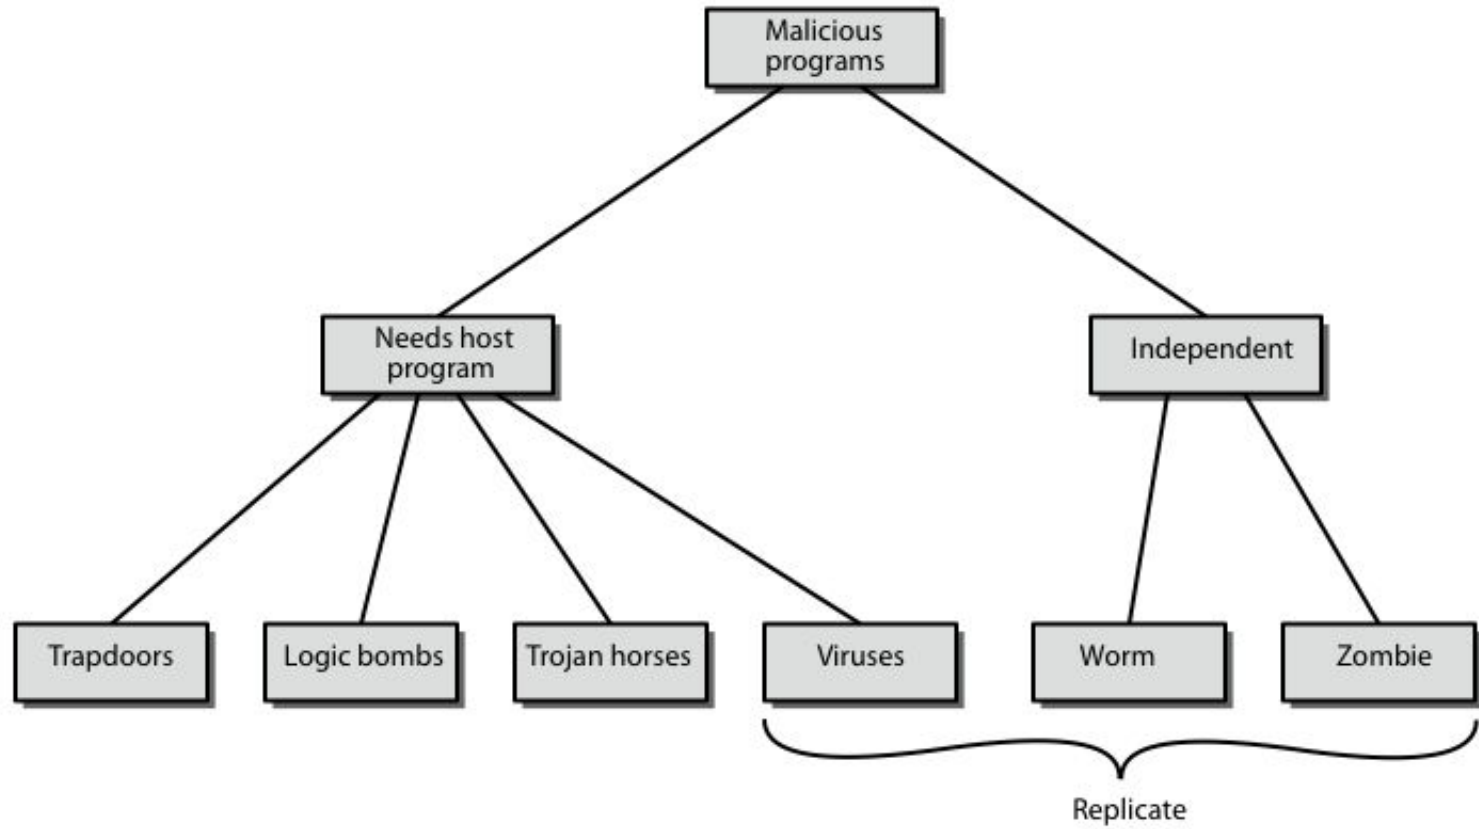 Malicious
programs
Needs host
program
Independent
Trapdoors
Logic bombs
Trojan horses
Viruses
Worm
Zombie
Replicate